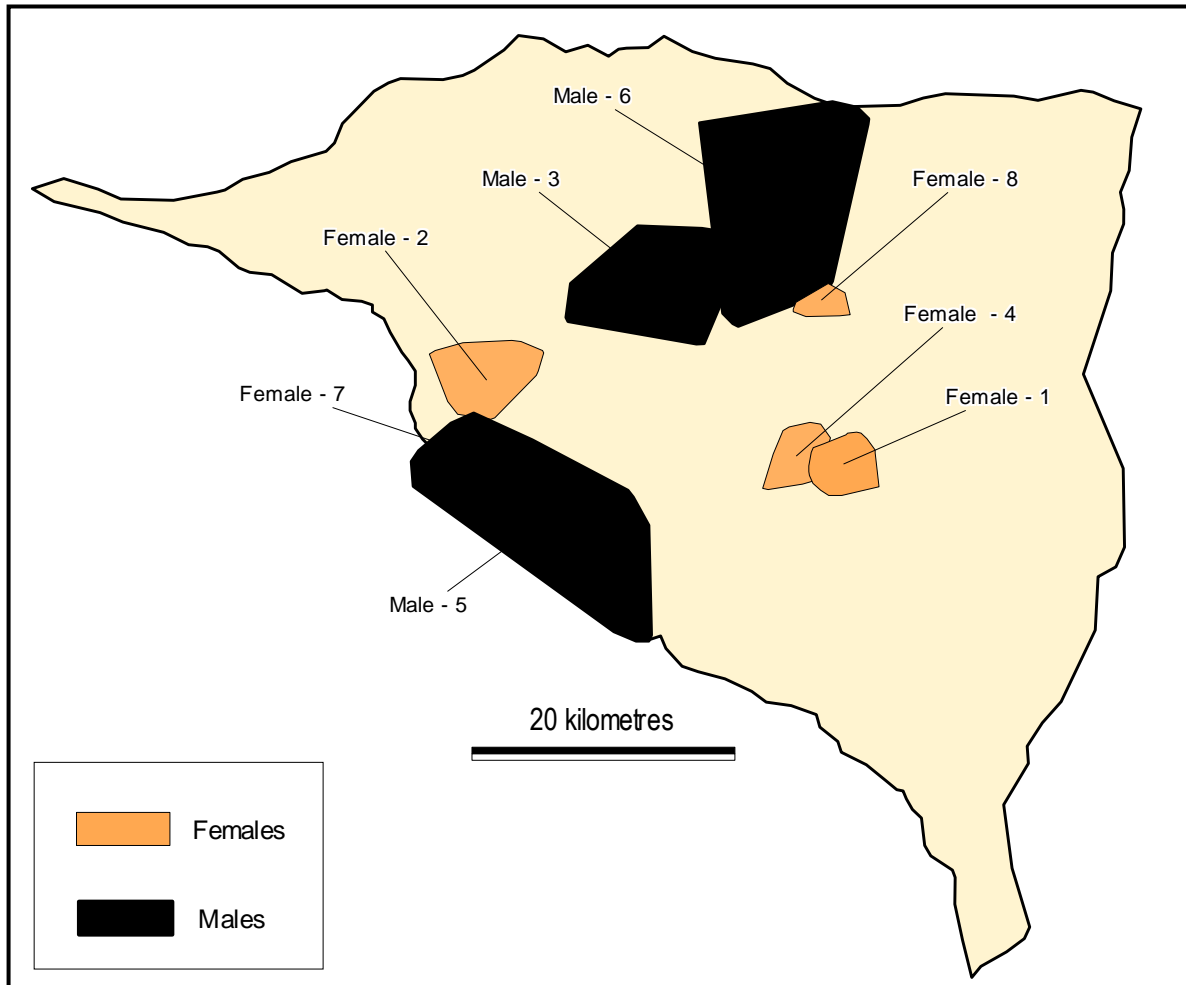 Male - 6
Male - 3
Female - 8
Female - 2
Female - 4
Female - 7
Female - 1
Male - 5
20 kilometres
Females
Males